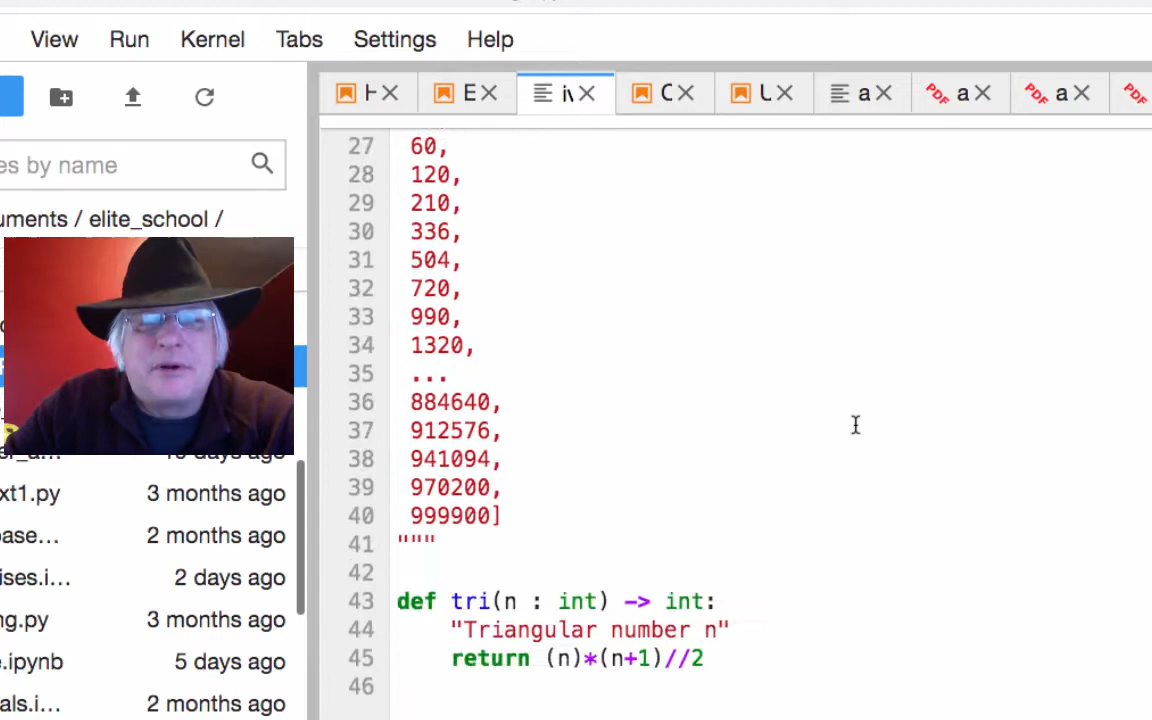 View Run Kernel Tabs Settings Help
E C a a a
es by name
uments / elite_school /
27 60,
28 120,
29 210,
30 336,
31 504,
32 720,
33 990,
34 1320,
35 ...
36 884640,
37 912576,
38 941094,
39 970200,
40 999900]
41 """
42
43 def tri(n : int) -> int:
44 "Triangular number n"
45 return (n)*(n+1)//2
46
days ago
xt1.py 3 months ago
base… 2 months ago
ises.i… 2 days ago
ng.py 3 months ago
e.ipynb 5 days ago
als.i… 2 months ago